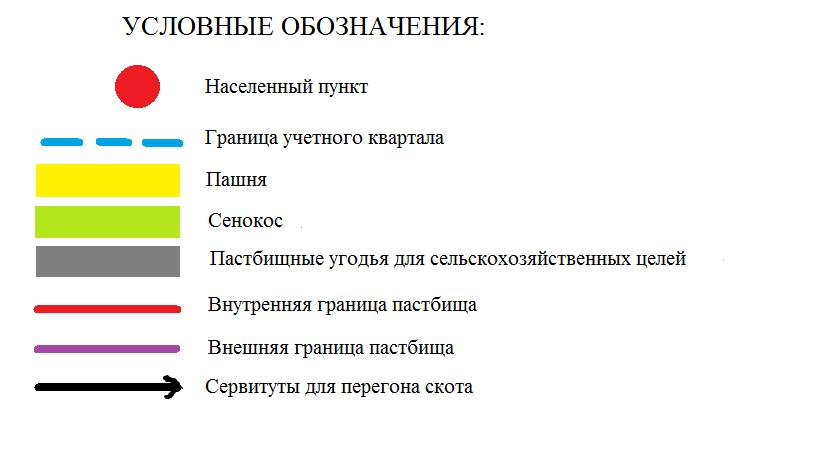 УСЛОВНЫЕ ОБОЗНАЧЕНИЯ:
Населенный пункт
Граница учетного квартала
Пашня
Сенокос
Пастбищные угодья для сельскохозяйственных целей
Внутренняя граница пастбища
Внешняя граница пастбища
Сервитуты для перегона скота